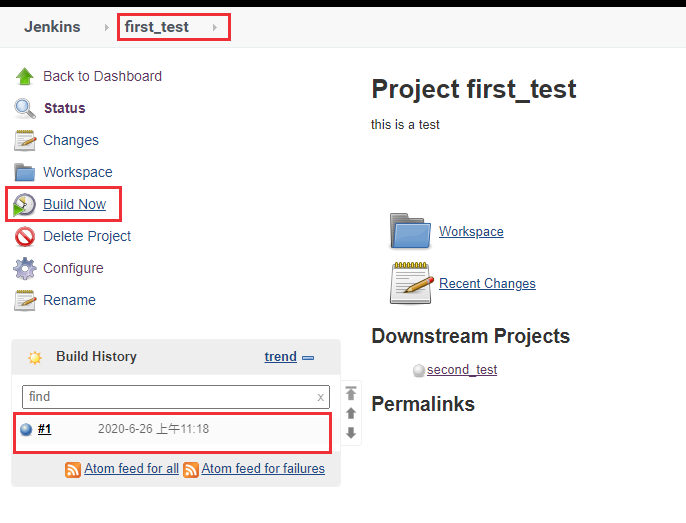 Jenkins first_test
Back to Dashboard
Status
Changes
Workspace
Build Now
Delete Project
Configure
Rename
Build History trend
find x
#1 2020-6-26 上午11:18
Atom feed for all Atom feed for failures
Project first_test
this is a test
Workspace
Recent Changes
Downstream Projects
second_test
Permalinks